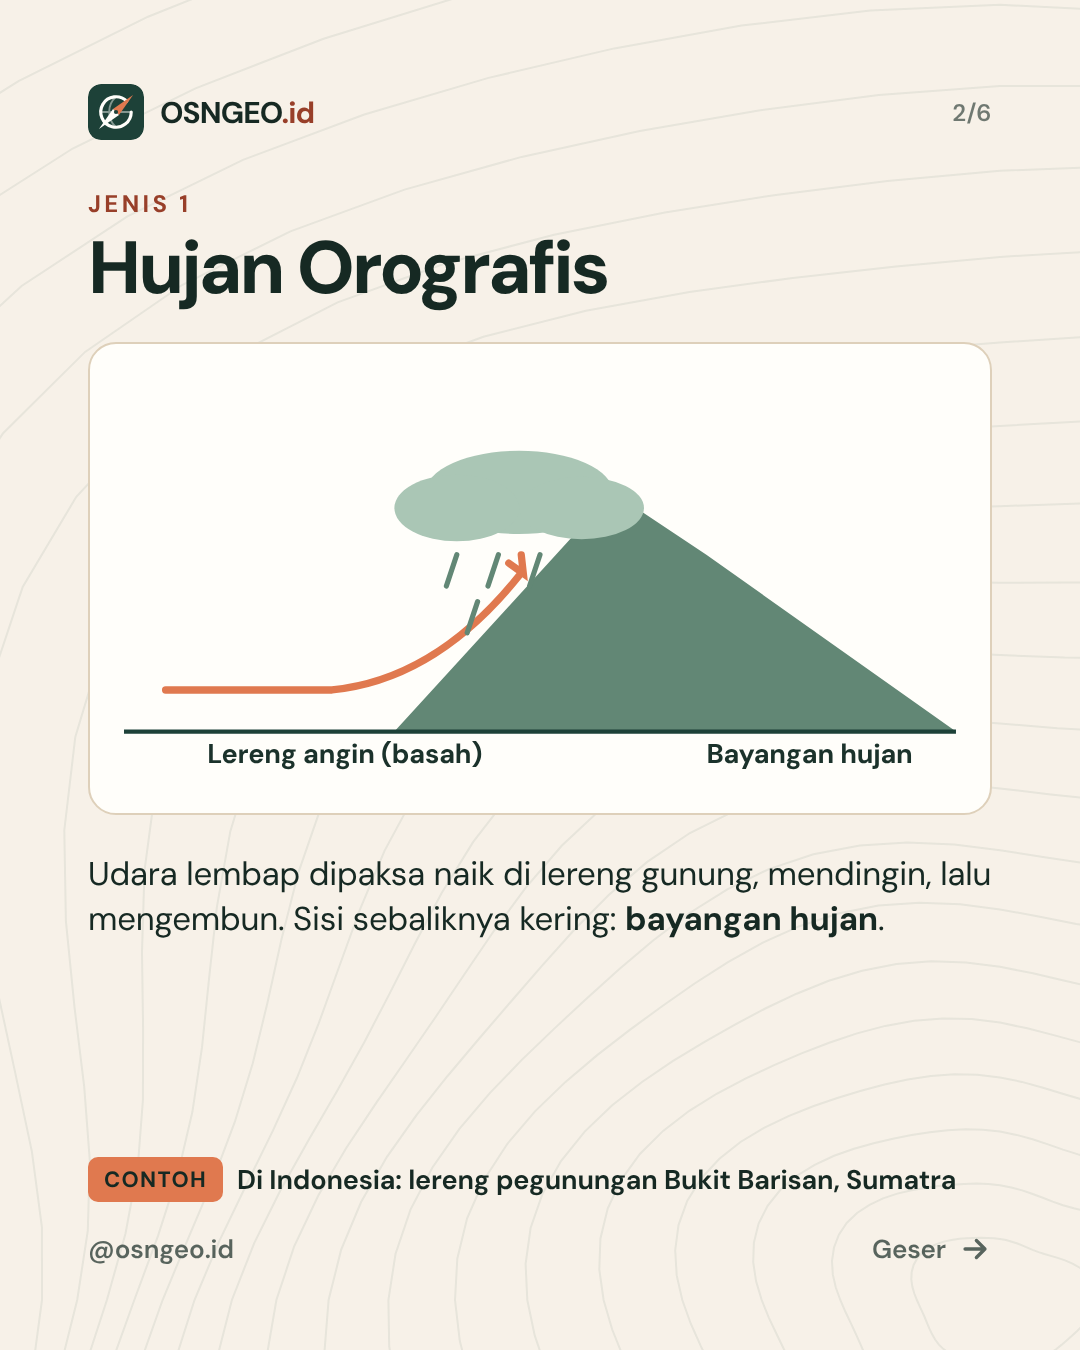 OSNGEO.id
2/6
JENIS 1
Hujan Orografis
Lereng angin (basah)
Bayangan hujan
Udara lembap dipaksa naik di lereng gunung, mendingin, lalu
mengembun. Sisi sebaliknya kering: bayangan hujan.
CONTOH Di Indonesia: lereng pegunungan Bukit Barisan, Sumatra
@osngeo.id
Geser →